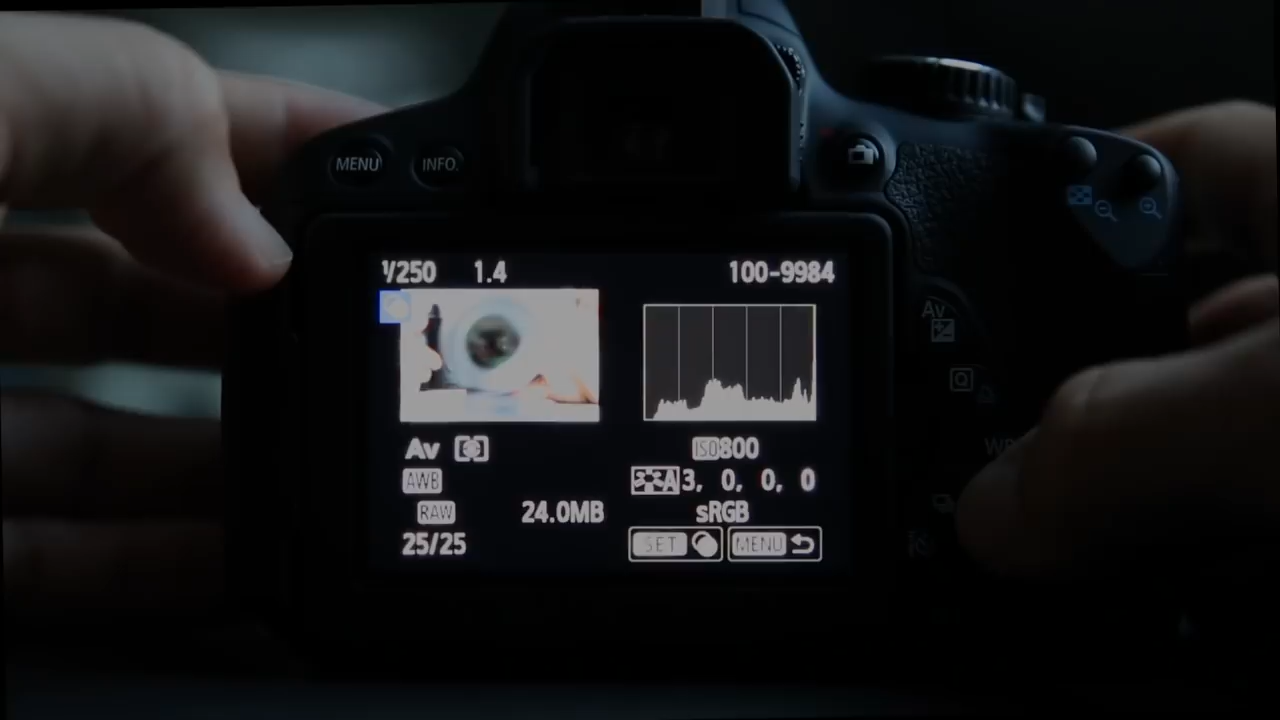 MENU INFO.
1/250 1.4 100-9984
Av
Av ISO800
Q
AWB A 3, 0, 0, 0
RAW 24.0MB sRGB
25/25 SET MENU